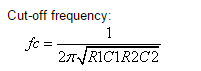 Cut-off frequency:
fc = 1 / 2π√R1C1R2C2